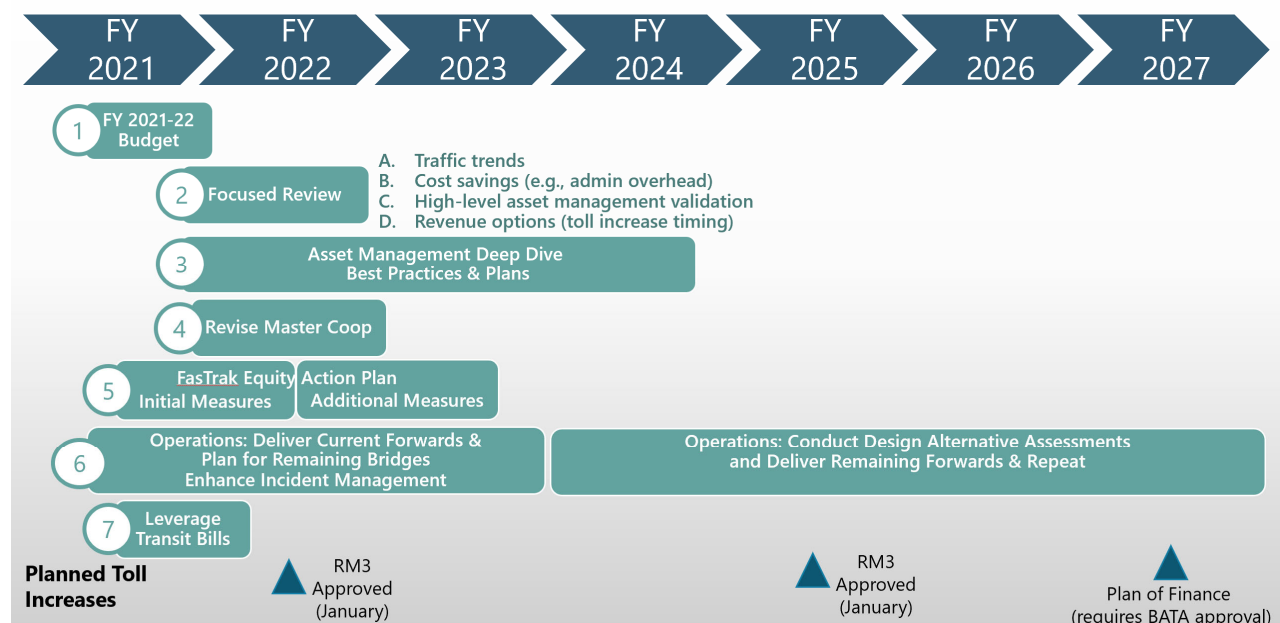 FY
2021
FY
2022
FY
2023
FY
2024
FY
2025
FY
2026
FY
2027
1
FY 2021-22
Budget
2
Focused Review
A. Traffic trends
B. Cost savings (e.g., admin overhead)
C. High-level asset management validation
D. Revenue options (toll increase timing)
3
Asset Management Deep Dive
Best Practices & Plans
4
Revise Master Coop
5
FasTrak Equity Action Plan
Initial Measures
Additional Measures
6
Operations: Deliver Current Forwards &
Plan for Remaining Bridges
Enhance Incident Management
Operations: Conduct Design Alternative Assessments
and Deliver Remaining Forwards & Repeat
7
Leverage
Transit Bills
Planned Toll
Increases
RM3
Approved
(January)
RM3
Approved
(January)
Plan of Finance
(requires BATA approval)